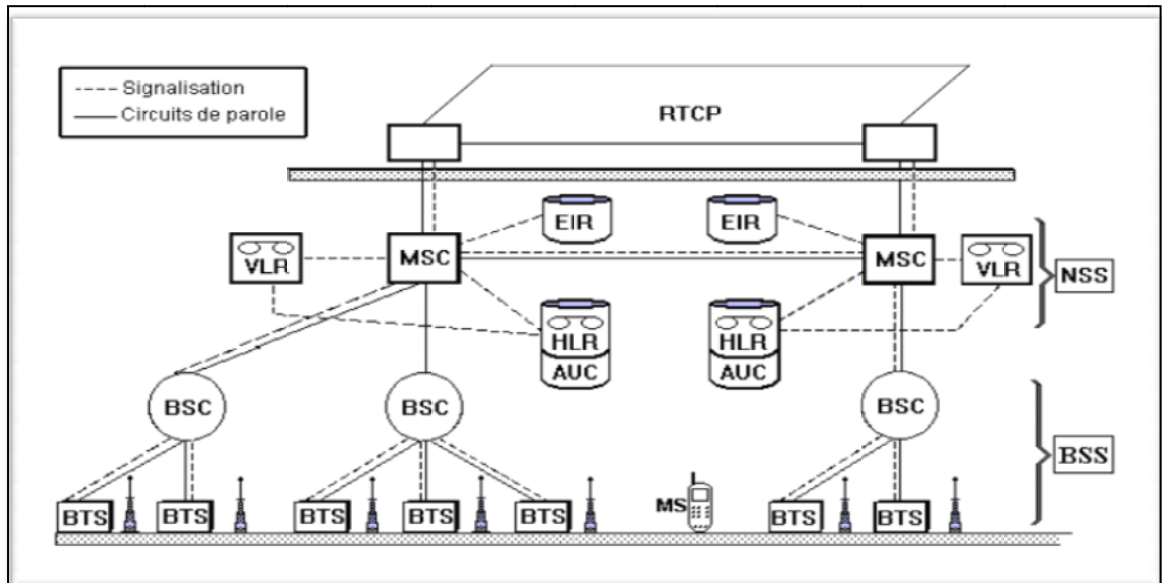 Signalisation
Circuits de parole
RTCP
EIR
EIR
VLR
MSC
MSC
VLR
NSS
HLR
AUC
HLR
AUC
BSC
BSC
BSC
BSS
MS
BTS
BTS
BTS
BTS
BTS
BTS
BTS